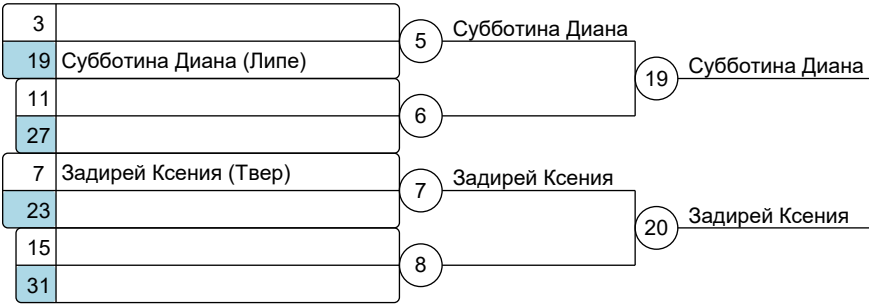 3
19 Субботина Диана (Липе)
5 Субботина Диана
11
27
6
19 Субботина Диана
7 Задирей Ксения (Твер)
23
7 Задирей Ксения
15
31
8
20 Задирей Ксения